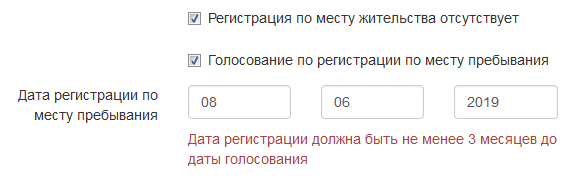 Регистрация по месту жительства отсутствует
Голосование по регистрации по месту пребывания
Дата регистрации по
месту пребывания
08 06 2019
Дата регистрации должна быть не менее 3 месяцев до
даты голосования